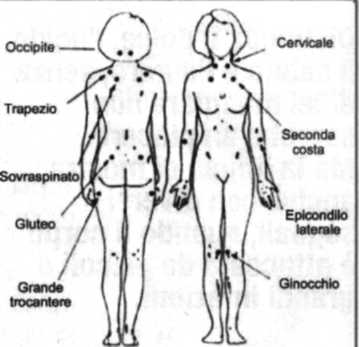 Occipite
Trapezio
Sovraspinato
Gluteo
Grande
trocantere
Cervicale
Seconda
costa
Epicondilo
laterale
Ginocchio